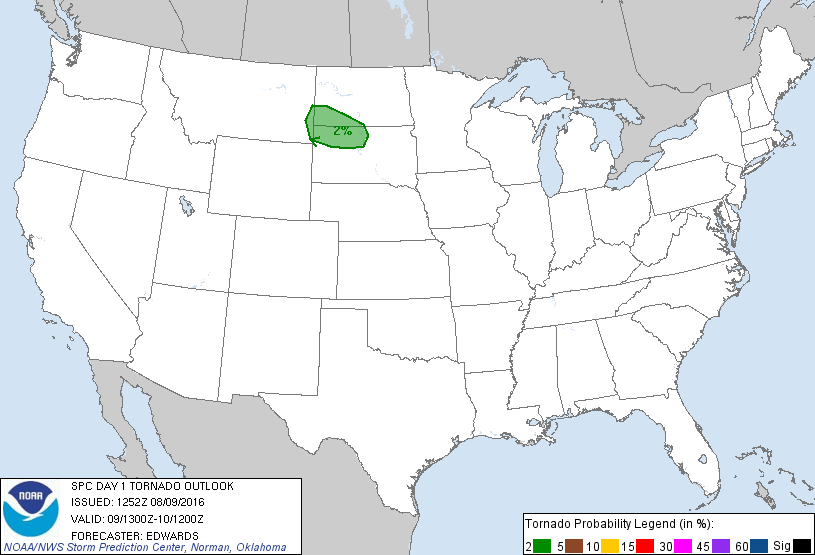 2%
NOAA
SPC DAY 1 TORNADO OUTLOOK
ISSUED: 1252Z 08/09/2016
VALID: 09/1300Z-10/1200Z
FORECASTER: EDWARDS
NOAA/NWS Storm Prediction Center, Norman, Oklahoma
Tornado Probability Legend (in %):
2 5 10 15 30 45 60 Sig